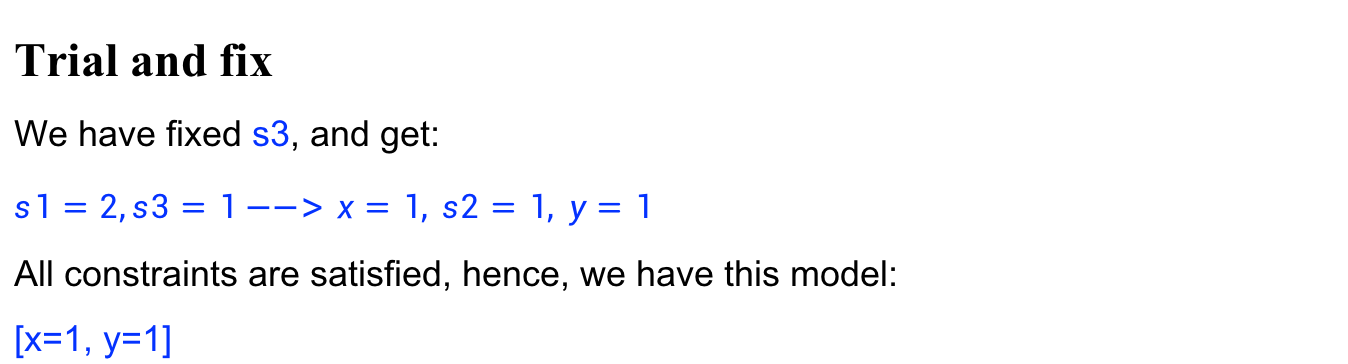 Trial and fix
We have fixed s3, and get:
s1 = 2, s3 = 1 – –> x = 1, s2 = 1, y = 1
All constraints are satisfied, hence, we have this model:
[x=1, y=1]